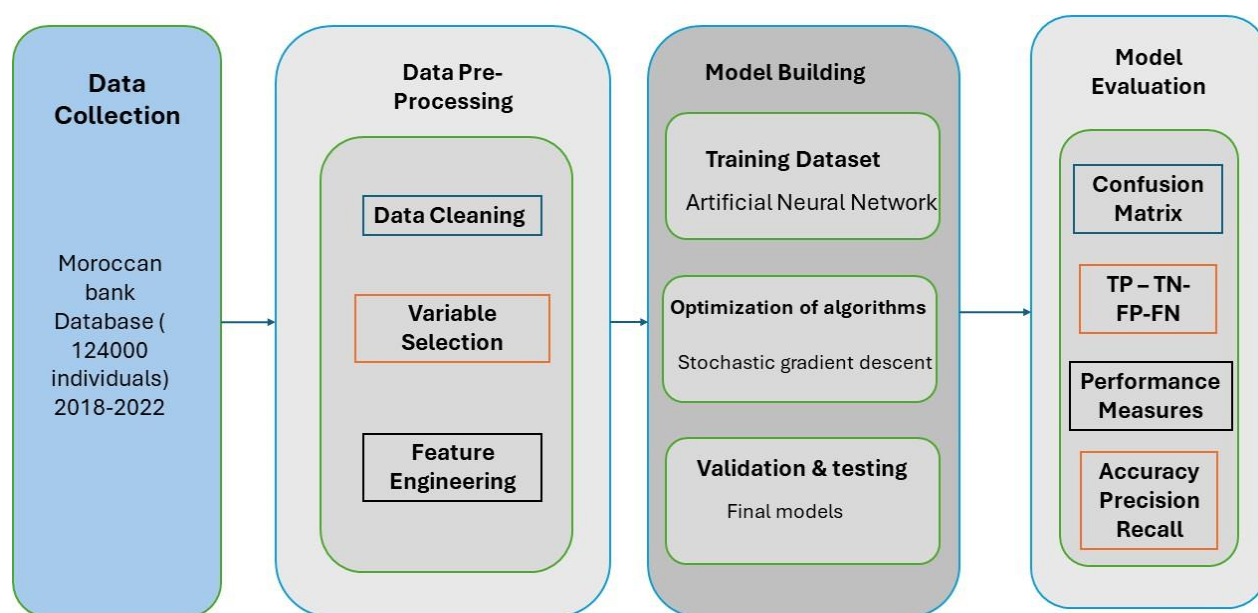 Data
Collection
Moroccan
bank
Database (
124000
individuals)
2018-2022
Data Pre-
Processing
Data Cleaning
Variable
Selection
Feature
Engineering
Model Building
Training Dataset
Artificial Neural Network
Optimization of algorithms
Stochastic gradient descent
Validation & testing
Final models
Model
Evaluation
Confusion
Matrix
TP – TN-
FP-FN
Performance
Measures
Accuracy
Precision
Recall